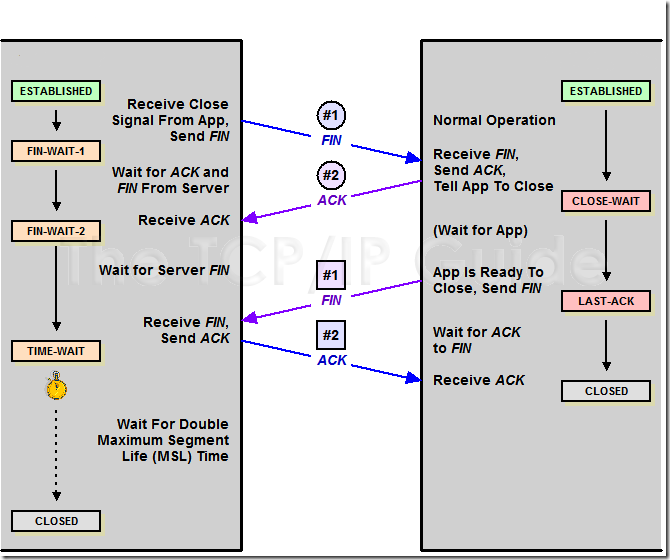 ESTABLISHED
Receive Close
Signal From App,
Send FIN
FIN-WAIT-1
Wait for ACK and
FIN From Server
Receive ACK
FIN-WAIT-2
Wait for Server FIN
Receive FIN,
Send ACK
TIME-WAIT
Wait For Double
Maximum Segment
Life (MSL) Time
CLOSED
#1
FIN
#2
ACK
#1
FIN
#2
ACK
ESTABLISHED
Normal Operation
Receive FIN,
Send ACK,
Tell App To Close
CLOSE-WAIT
(Wait for App)
App Is Ready To
Close, Send FIN
LAST-ACK
Wait for ACK
to FIN
Receive ACK
CLOSED
The TCP/IP Guide